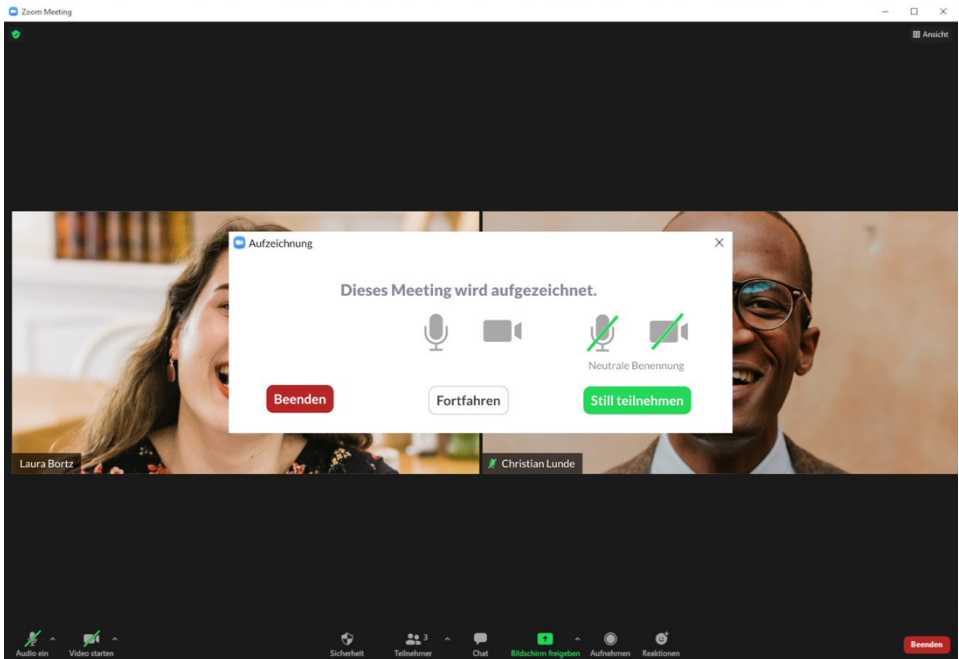 Zoom Meeting
Ansicht
Aufzeichnung
Dieses Meeting wird aufgezeichnet.
Neutrale Benennung
Beenden
Fortfahren
Still teilnehmen
Laura Bortz
Christian Lunde
Audio ein
Video starten
Sicherheit
Teilnehmer
3
Chat
Bildschirm freigeben
Aufnehmen
Reaktionen
Beenden